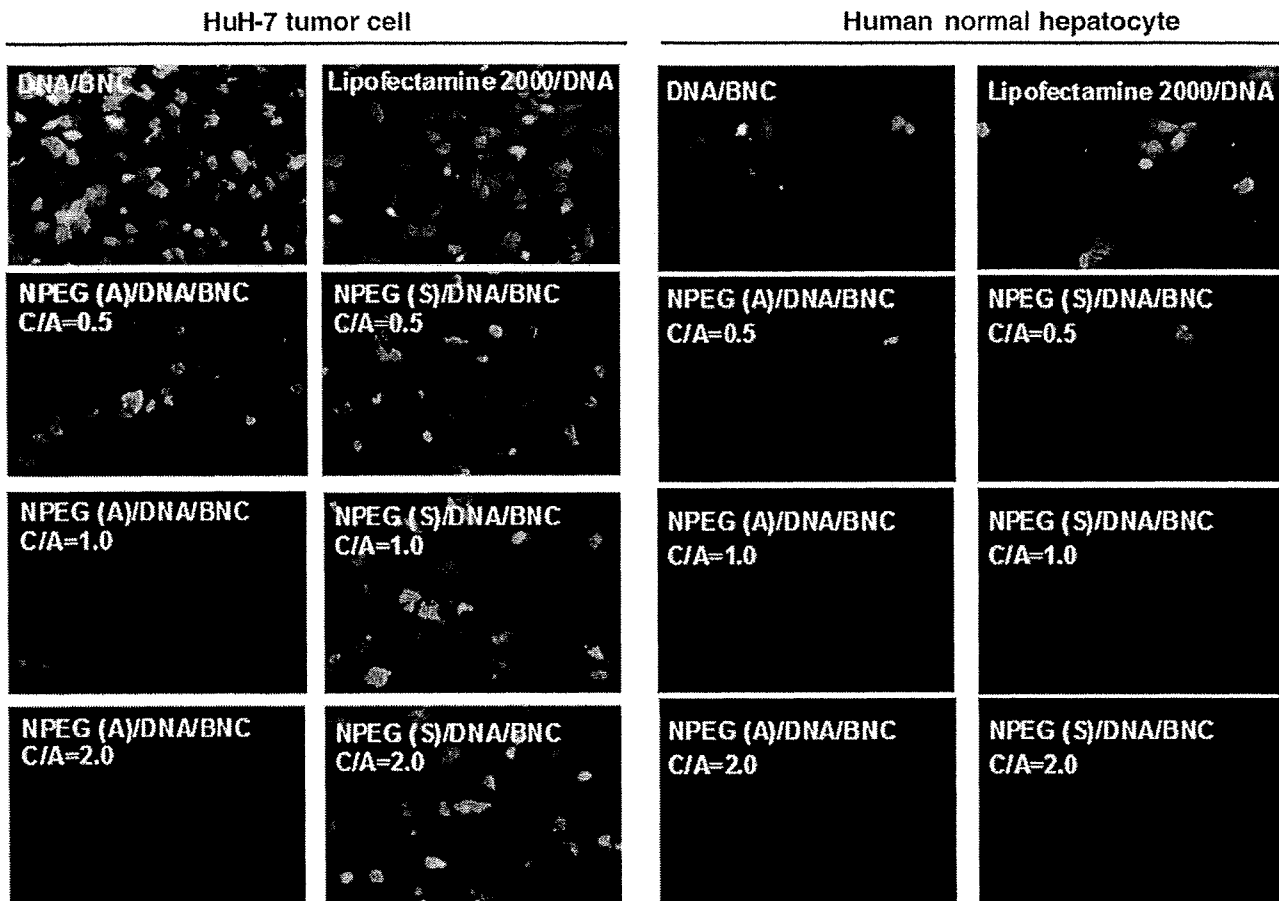 HuH-7 tumor cell
Human normal hepatocyte
DNA/BNC
Lipofectamine 2000/DNA
DNA/BNC
Lipofectamine 2000/DNA
NPEG (A)/DNA/BNC
C/A=0.5
NPEG (S)/DNA/BNC
C/A=0.5
NPEG (A)/DNA/BNC
C/A=0.5
NPEG (S)/DNA/BNC
C/A=0.5
NPEG (A)/DNA/BNC
C/A=1.0
NPEG (S)/DNA/BNC
C/A=1.0
NPEG (A)/DNA/BNC
C/A=1.0
NPEG (S)/DNA/BNC
C/A=1.0
NPEG (A)/DNA/BNC
C/A=2.0
NPEG (S)/DNA/BNC
C/A=2.0
NPEG (A)/DNA/BNC
C/A=2.0
NPEG (S)/DNA/BNC
C/A=2.0